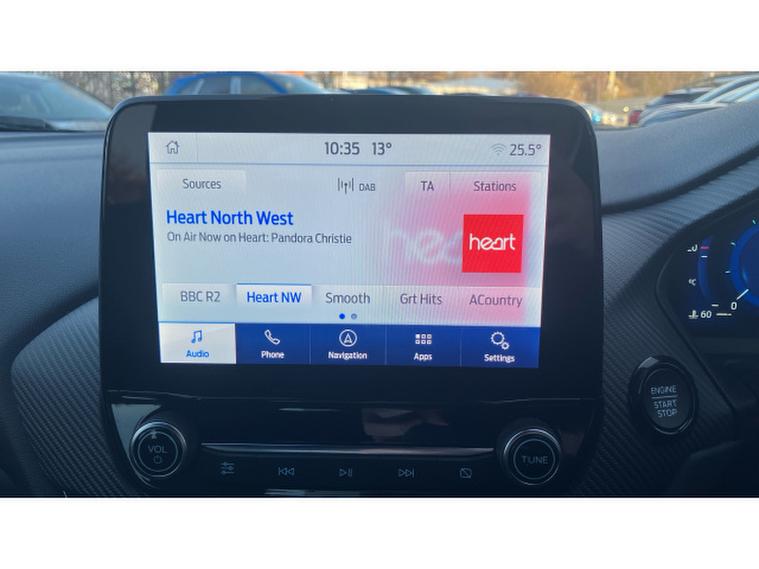 10:35 13° 25.5°
Sources DAB TA Stations
Heart North West
On Air Now on Heart: Pandora Christie
heart
BBC R2 Heart NW Smooth Grt Hits ACountry
Audio Phone Navigation Apps Settings
VOL TUNE
ENGINE
START
STOP
°C
60 0